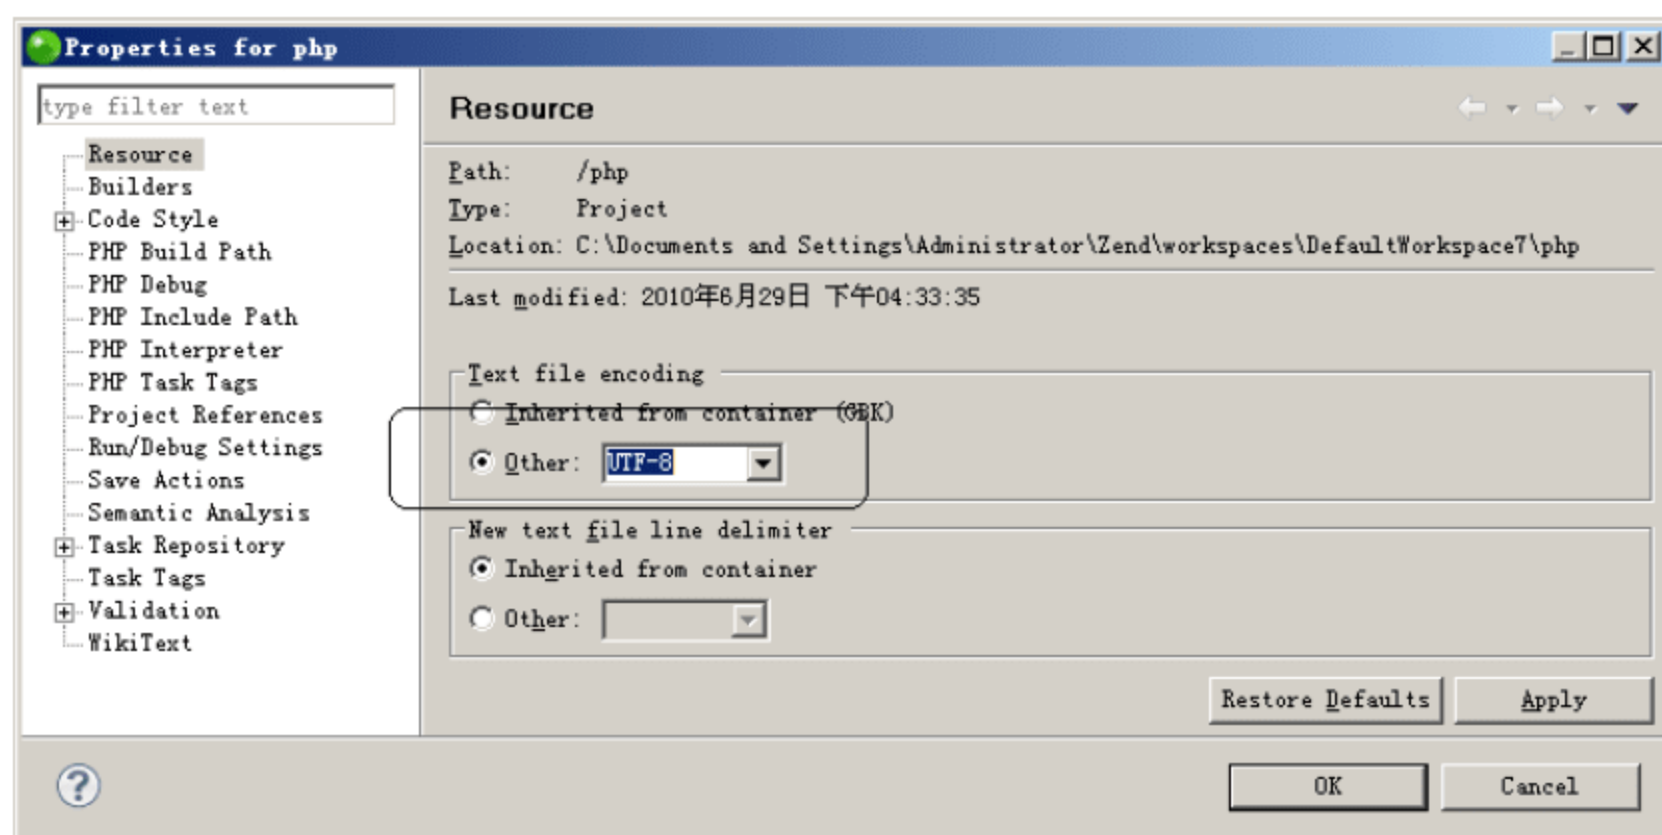 Properties for php
type filter text
Resource
Builders
Code Style
PHP Build Path
PHP Debug
PHP Include Path
PHP Interpreter
PHP Task Tags
Project References
Run/Debug Settings
Save Actions
Semantic Analysis
Task Repository
Task Tags
Validation
WikiText
Resource
Path: /php
Type: Project
Location: C:\Documents and Settings\Administrator\Zend\workspaces\DefaultWorkspace7\php
Last modified: 2010年6月29日 下午04:33:35
Text file encoding
Inherited from container (GBK)
Other: UTF-8
New text file line delimiter
Inherited from container
Other:
Restore Defaults Apply
? OK Cancel